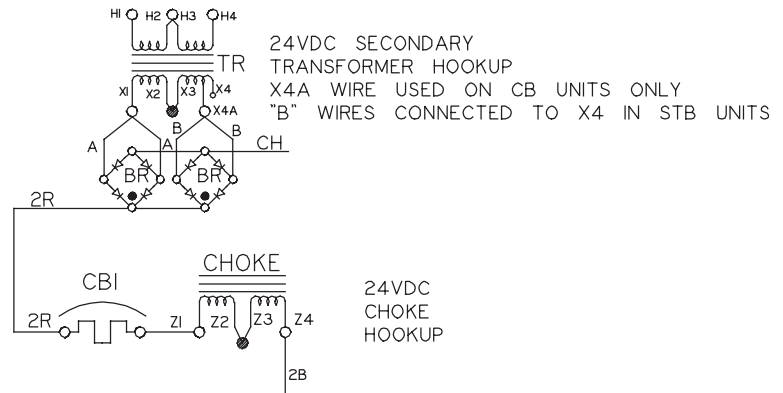 H1 H2 H3 H4
TR
24VDC SECONDARY
TRANSFORMER HOOKUP
X4A WIRE USED ON CB UNITS ONLY
"B" WIRES CONNECTED TO X4 IN STB UNITS
X1 X2 X3 X4
X4A
A A B B
CH
BR BR
2R
CHOKE
CB1
24VDC
CHOKE
HOOKUP
2R Z1 Z2 Z3 Z4
2B